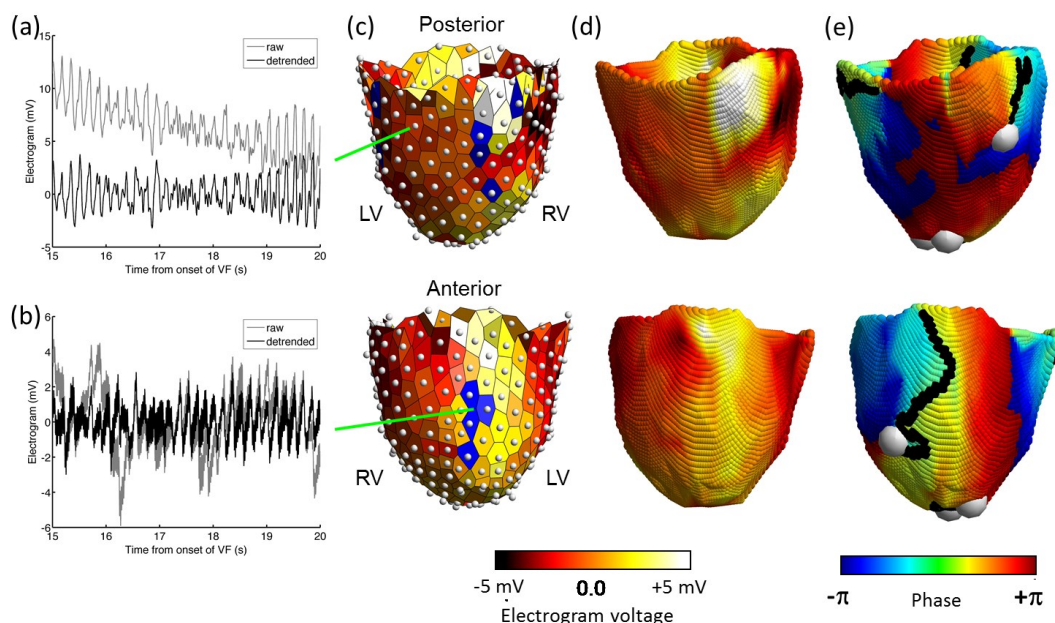 (a)
15
10
5
0
-5
Electrogram (mV)
raw
detrended
15 16 17 18 19 20
Time from onset of VF (s)
(b)
6
4
2
0
-2
-4
-6
Electrogram (mV)
raw
detrended
15 16 17 18 19 20
Time from onset of VF (s)
(c)
Posterior
LV RV
Anterior
RV LV
(d)
(e)
-5 mV 0.0 +5 mV
Electrogram voltage
-π Phase +π